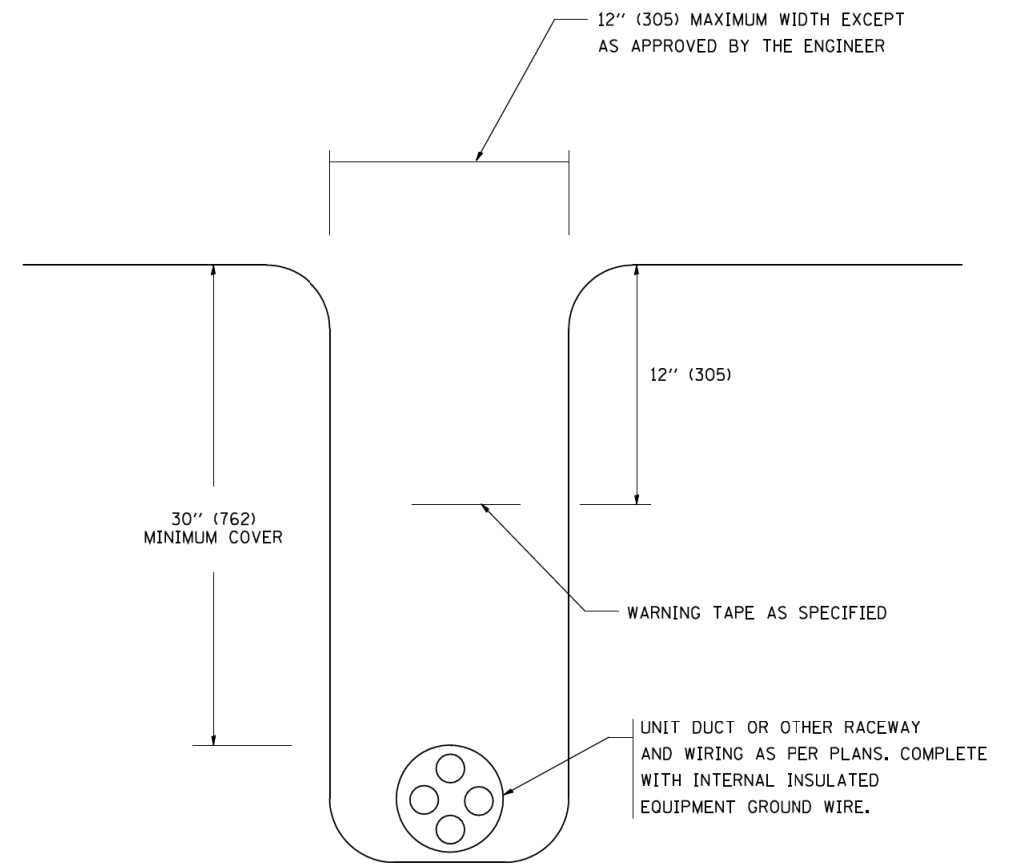 12′′ (305) MAXIMUM WIDTH EXCEPT
AS APPROVED BY THE ENGINEER
12′′ (305)
30′′ (762)
MINIMUM COVER
WARNING TAPE AS SPECIFIED
UNIT DUCT OR OTHER RACEWAY
AND WIRING AS PER PLANS. COMPLETE
WITH INTERNAL INSULATED
EQUIPMENT GROUND WIRE.